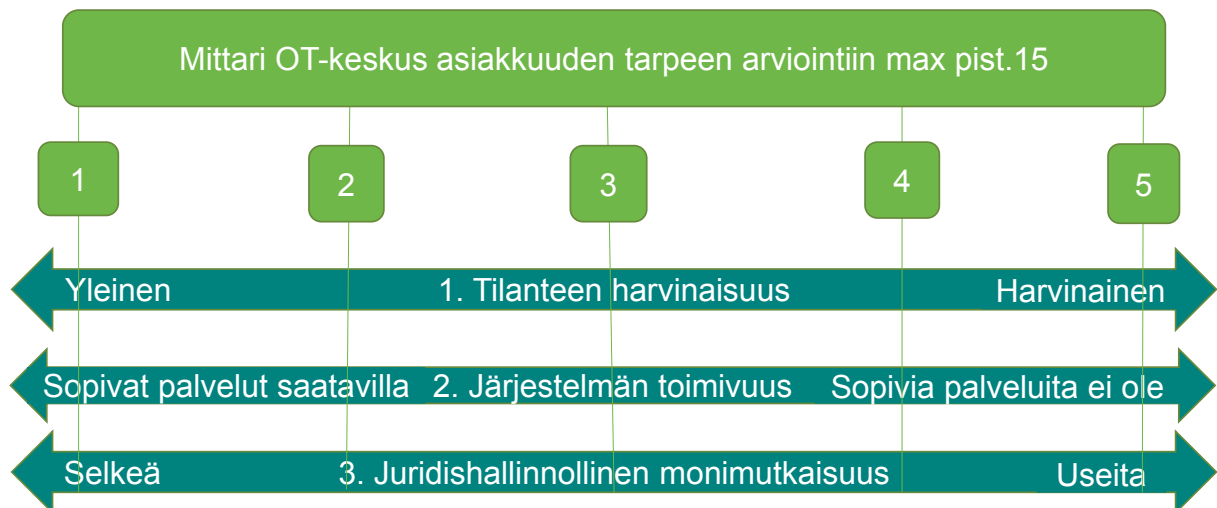 Mittari OT-keskus asiakkuuden tarpeen arviointiin max pist.15
1 2 3 4 5
Yleinen 1. Tilanteen harvinaisuus Harvinainen
Sopivat palvelut saatavilla 2. Järjestelmän toimivuus Sopivia palveluita ei ole
Selkeä 3. Juridishallinnollinen monimutkaisuus Useita